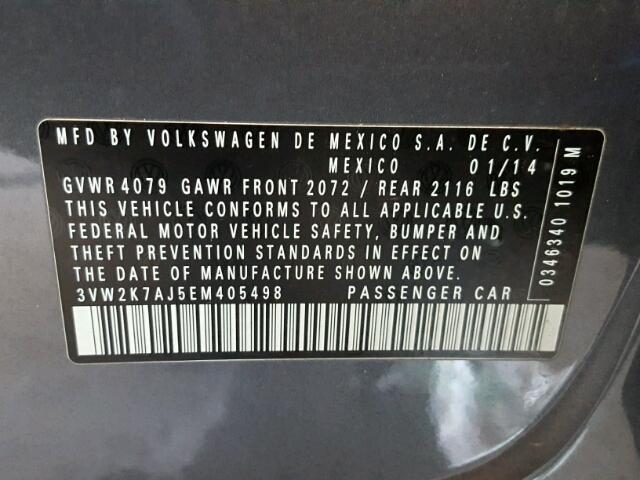 MFD BY VOLKSWAGEN DE MEXICO S.A. DE C.V.
MEXICO 01/14
GVWR 4079 GAWR FRONT 2072 / REAR 2116 LBS
THIS VEHICLE CONFORMS TO ALL APPLICABLE U.S.
FEDERAL MOTOR VEHICLE SAFETY, BUMPER AND
THEFT PREVENTION STANDARDS IN EFFECT ON
THE DATE OF MANUFACTURE SHOWN ABOVE.
3VW2K7AJ5EM405498 PASSENGER CAR
0346340 1019 M